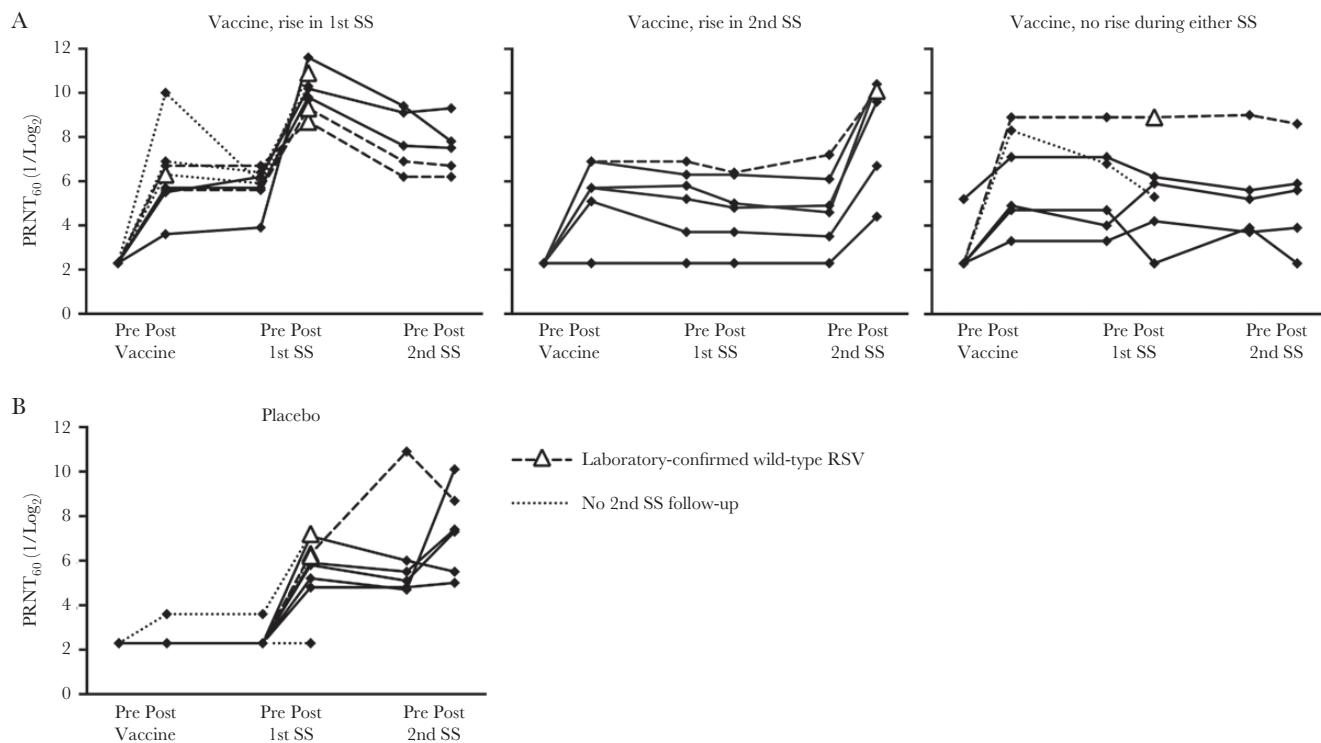 A
Vaccine, rise in 1st SS
Vaccine, rise in 2nd SS
Vaccine, no rise during either SS
PRNT60 (1/Log2)
12
10
8
6
4
2
0
Pre Post
Vaccine
Pre Post
1st SS
Pre Post
2nd SS
Pre Post
Vaccine
Pre Post
1st SS
Pre Post
2nd SS
Pre Post
Vaccine
Pre Post
1st SS
Pre Post
2nd SS
B
Placebo
PRNT60 (1/Log2)
12
10
8
6
4
2
0
Pre Post
Vaccine
Pre Post
1st SS
Pre Post
2nd SS
Laboratory-confirmed wild-type RSV
No 2nd SS follow-up